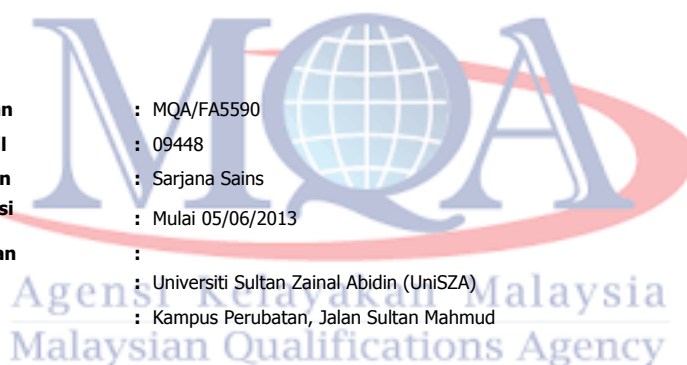 MQA
an : MQA/FA5590
l : 09448
n : Sarjana Sains
si : Mulai 05/06/2013
an :
: Universiti Sultan Zainal Abidin (UniSZA)
: Kampus Perubatan, Jalan Sultan Mahmud
Agensi Kelayakan Malaysia
Malaysian Qualifications Agency